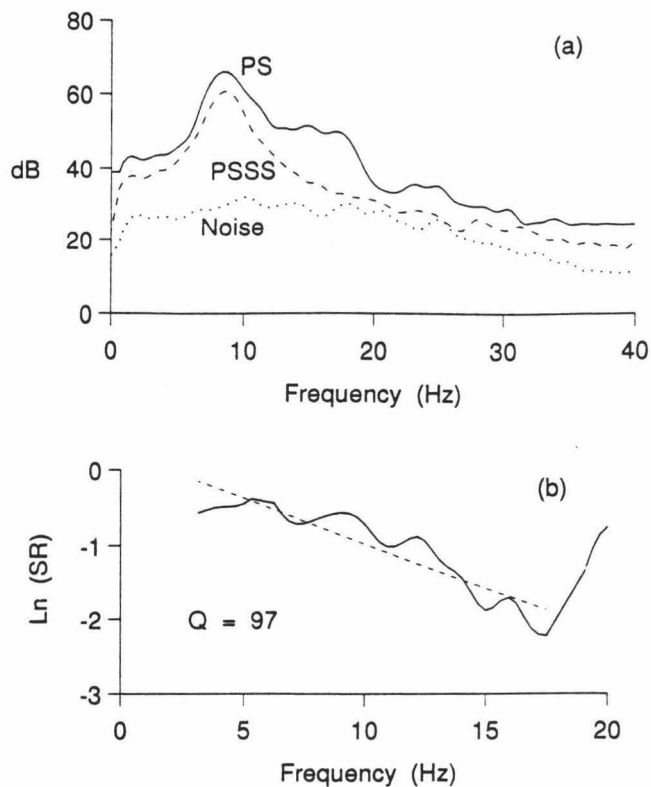 80
(a)
PS
60
dB
40
PSSS
20
Noise
0
0 10 20 30 40
Frequency (Hz)
0
(b)
-1
Ln (SR)
-2
Q = 97
-3
0 5 10 15 20
Frequency (Hz)